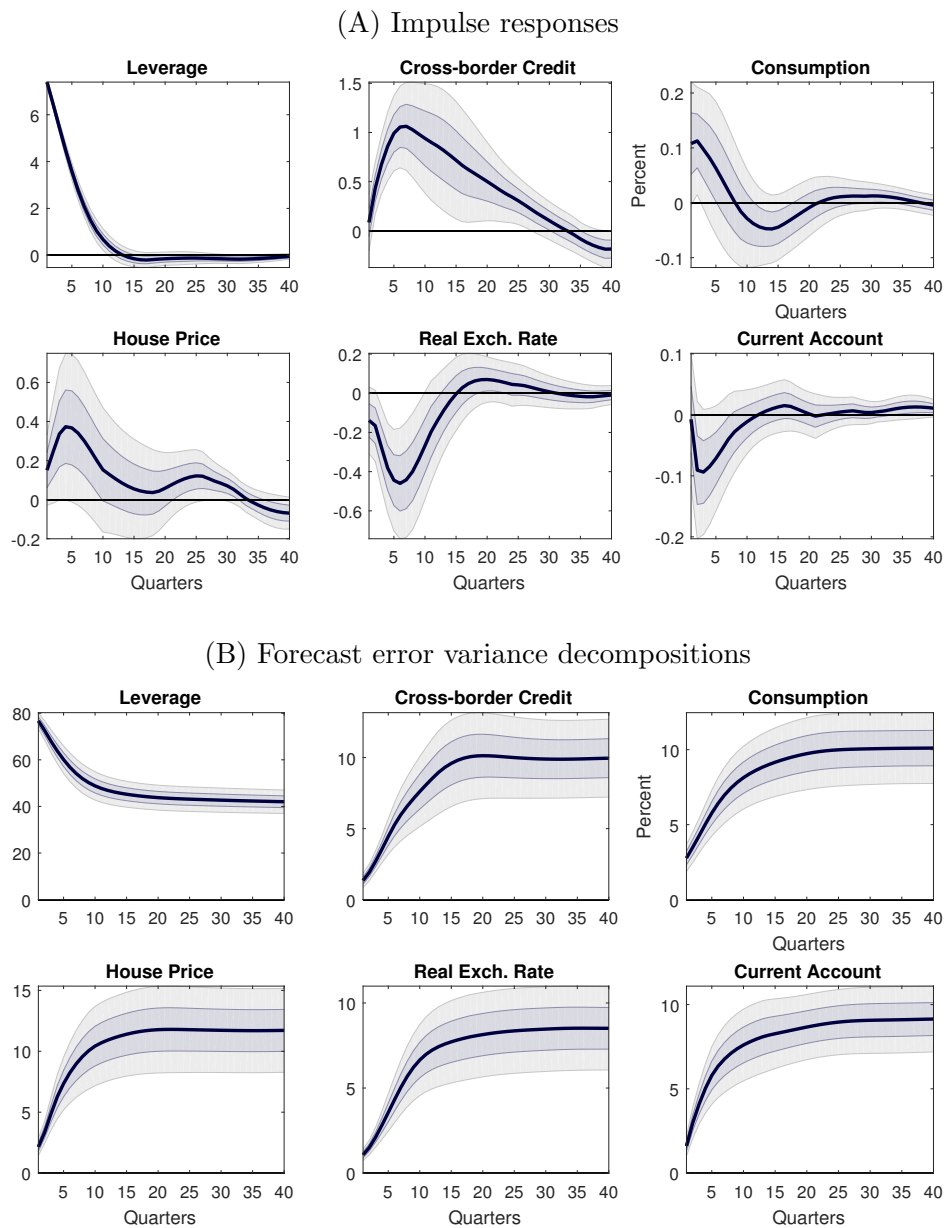 (A) Impulse responses
Leverage
6
4
2
0
5 10 15 20 25 30 35 40
Cross-border Credit
1.5
1
0.5
0
5 10 15 20 25 30 35 40
Consumption
Percent
0.2
0.1
0
-0.1
5 10 15 20 25 30 35 40
Quarters
House Price
0.6
0.4
0.2
0
-0.2
5 10 15 20 25 30 35 40
Quarters
Real Exch. Rate
0.2
0
-0.2
-0.4
-0.6
5 10 15 20 25 30 35 40
Quarters
Current Account
0.1
0
-0.1
-0.2
5 10 15 20 25 30 35 40
Quarters
(B) Forecast error variance decompositions
Leverage
80
60
40
20
0
5 10 15 20 25 30 35 40
Cross-border Credit
10
5
0
5 10 15 20 25 30 35 40
Consumption
Percent
10
5
0
5 10 15 20 25 30 35 40
Quarters
House Price
15
10
5
0
5 10 15 20 25 30 35 40
Quarters
Real Exch. Rate
10
5
0
5 10 15 20 25 30 35 40
Quarters
Current Account
10
5
0
5 10 15 20 25 30 35 40
Quarters